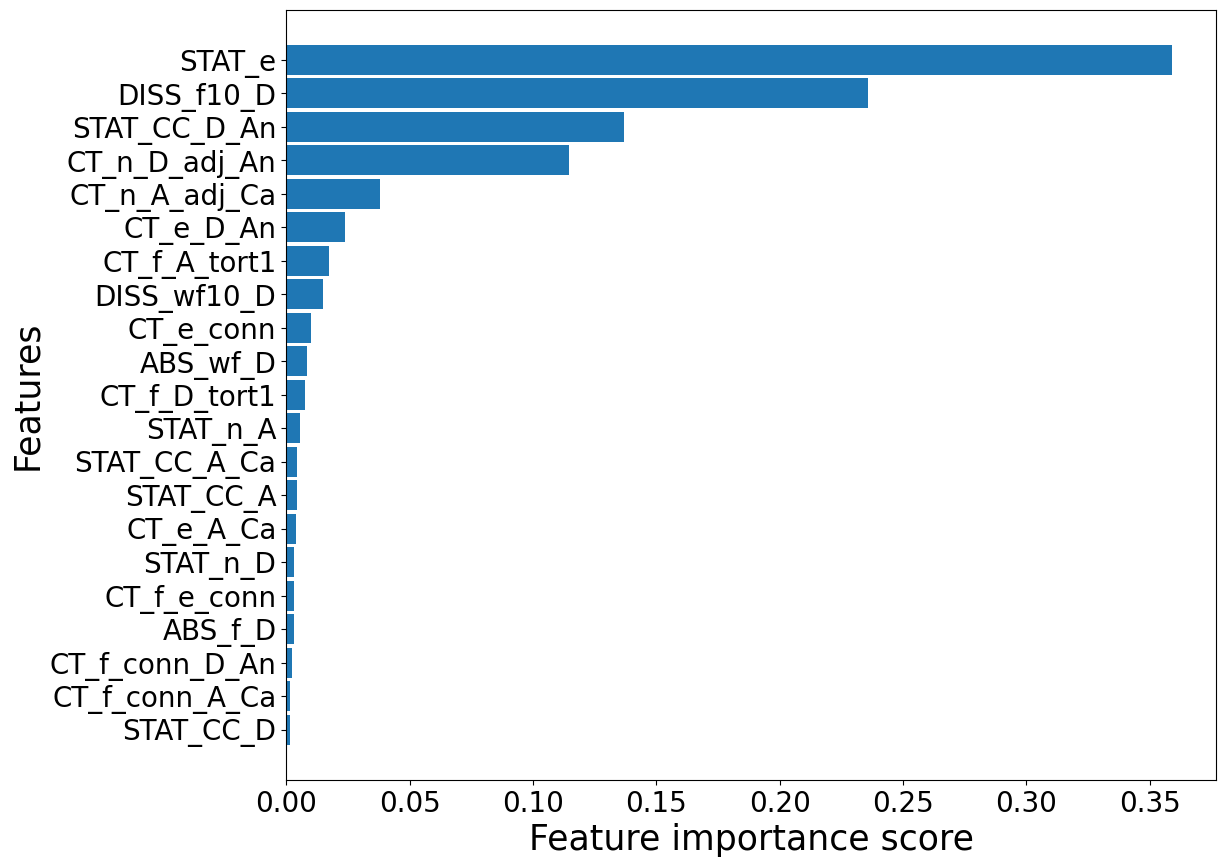 STAT_e
DISS_f10_D
STAT_CC_D_An
CT_n_D_adj_An
CT_n_A_adj_Ca
CT_e_D_An
CT_f_A_tort1
DISS_wf10_D
CT_e_conn
ABS_wf_D
CT_f_D_tort1
STAT_n_A
STAT_CC_A_Ca
STAT_CC_A
CT_e_A_Ca
STAT_n_D
CT_f_e_conn
ABS_f_D
CT_f_conn_D_An
CT_f_conn_A_Ca
STAT_CC_D
Features
0.00 0.05 0.10 0.15 0.20 0.25 0.30 0.35
Feature importance score